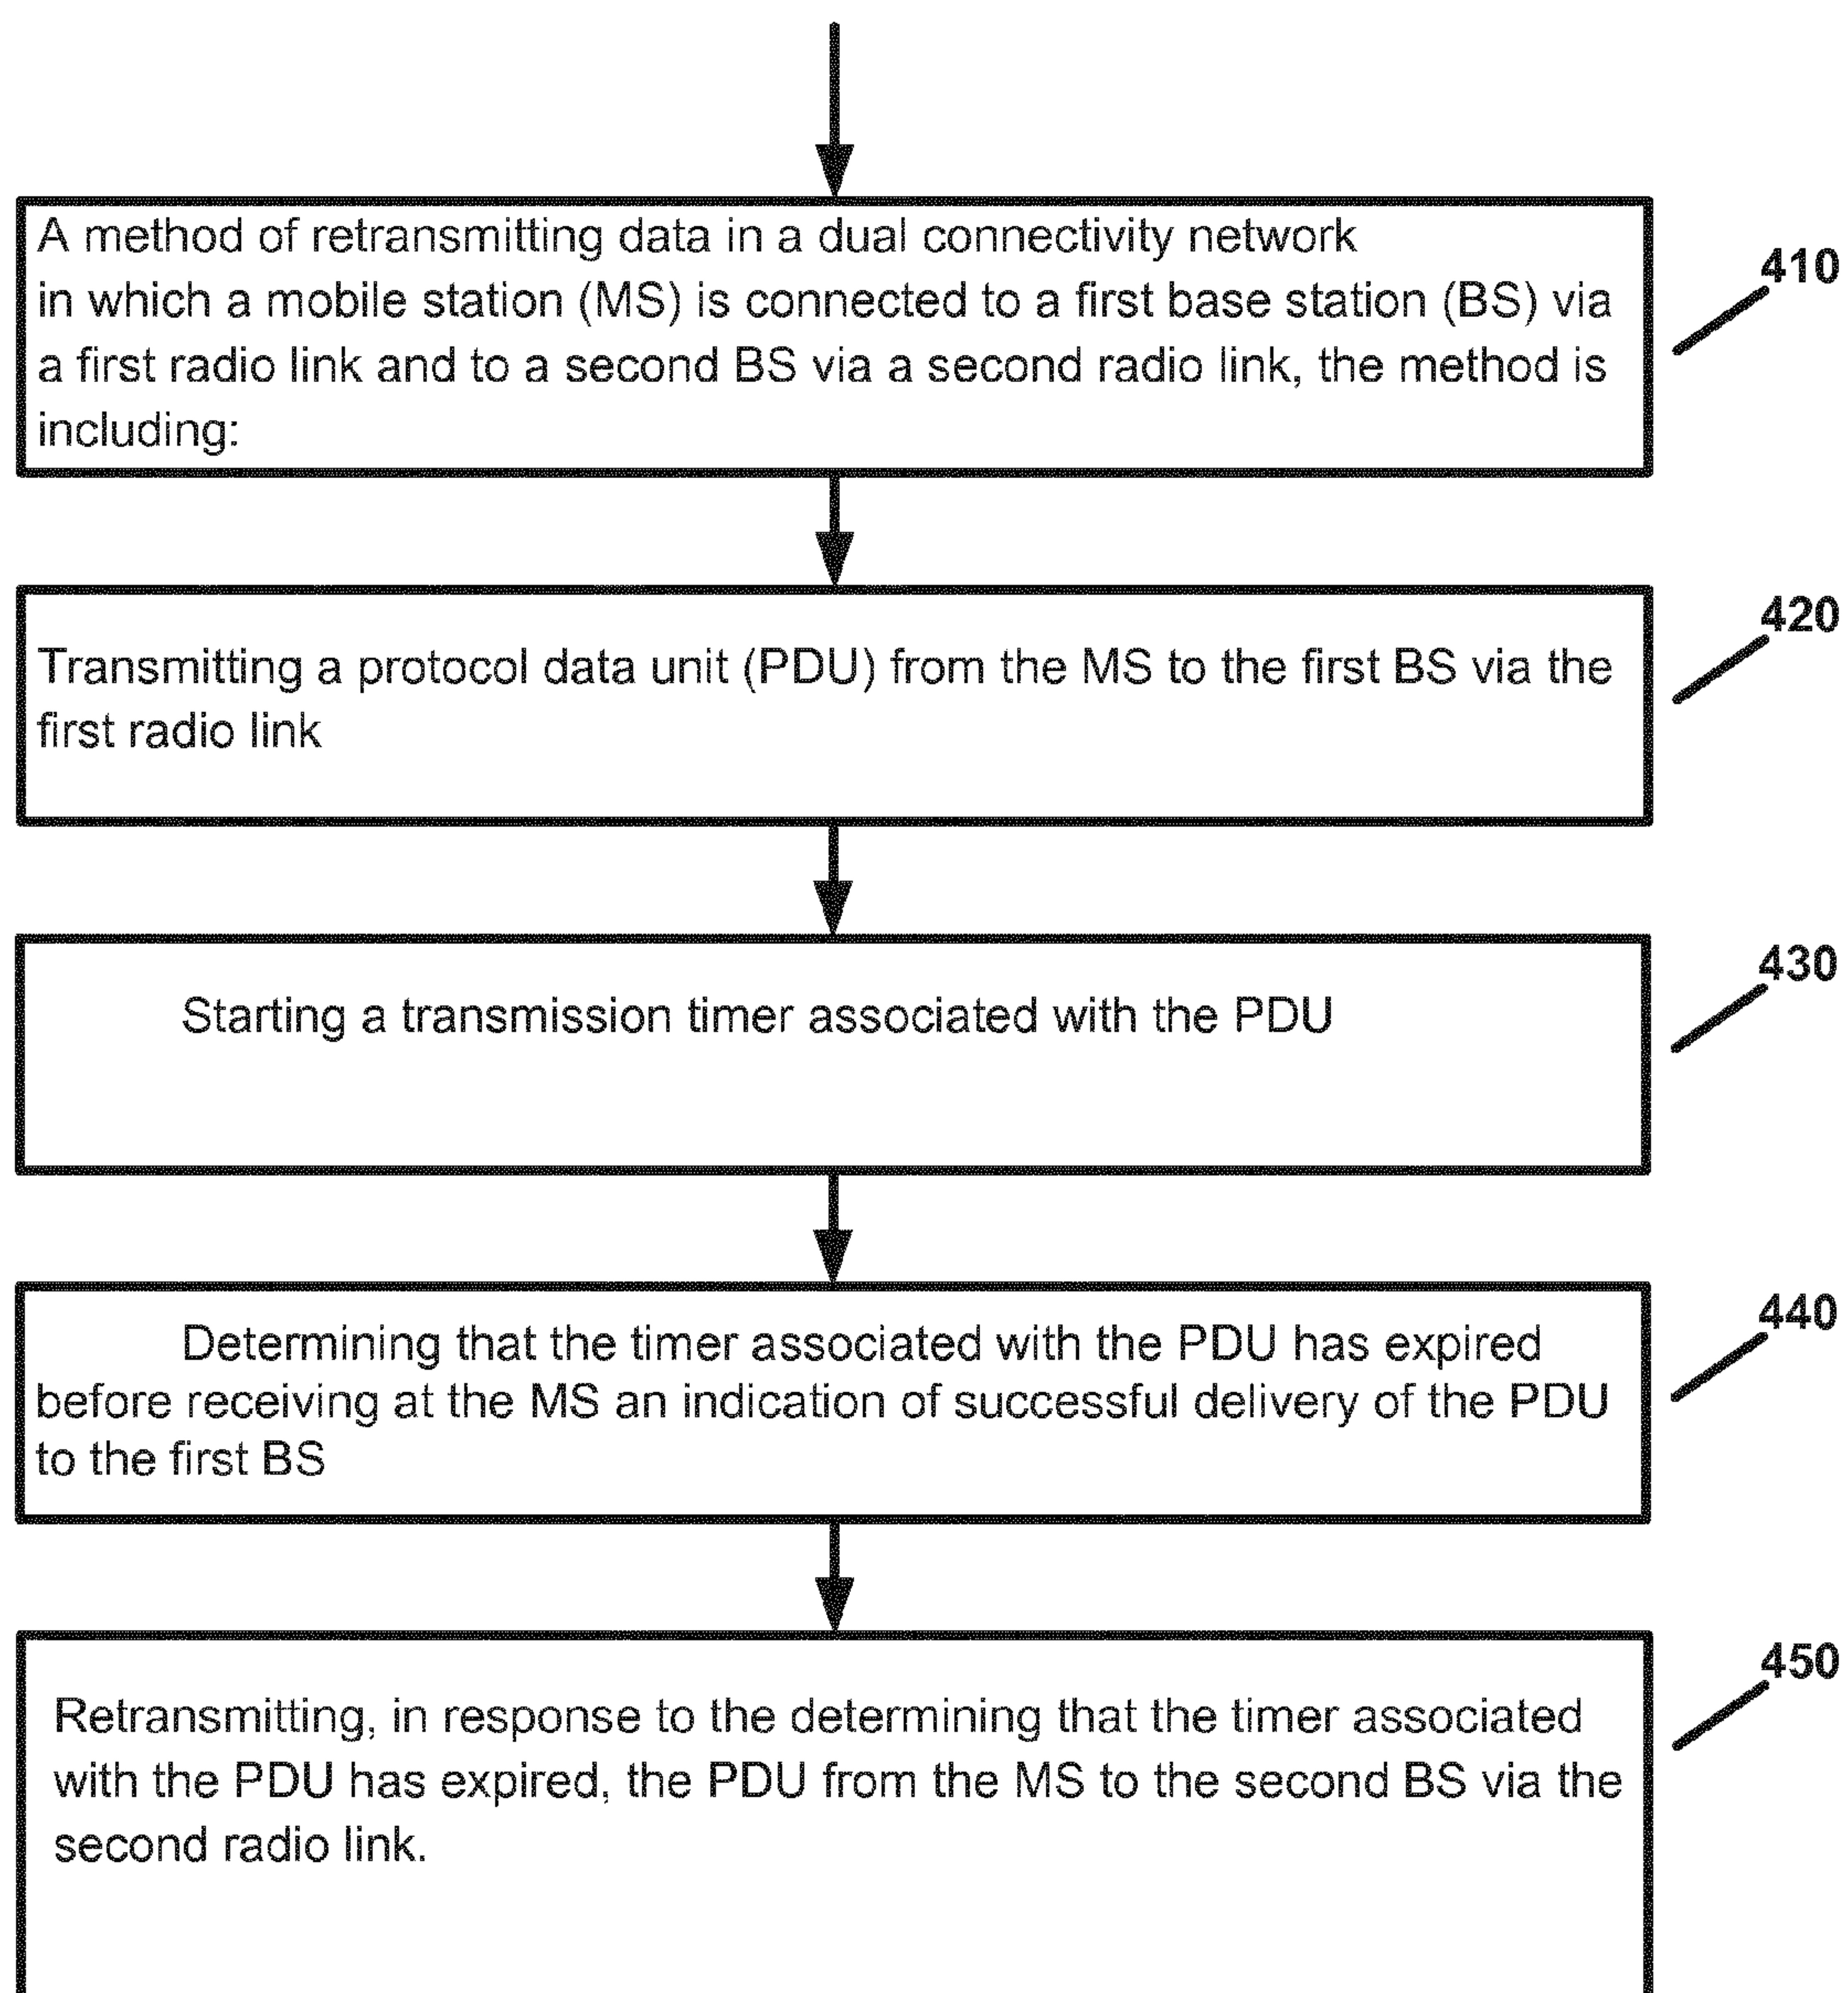 A method of retransmitting data in a dual connectivity network
in which a mobile station (MS) is connected to a first base station (BS) via
a first radio link and to a second BS via a second radio link, the method is
including:
410
Transmitting a protocol data unit (PDU) from the MS to the first BS via the
first radio link
420
Starting a transmission timer associated with the PDU
430
Determining that the timer associated with the PDU has expired
before receiving at the MS an indication of successful delivery of the PDU
to the first BS
440
Retransmitting, in response to the determining that the timer associated
with the PDU has expired, the PDU from the MS to the second BS via the
second radio link.
450